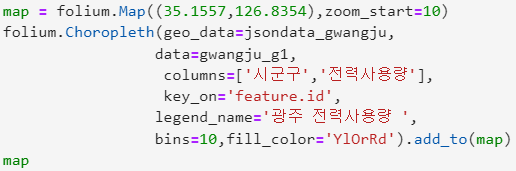 map = folium.Map((35.1557,126.8354),zoom_start=10)
folium.Choropleth(geo_data=jsondata_gwangju,
data=gwangju_g1,
columns=['시군구','전력사용량'],
key_on='feature.id',
legend_name='광주 전력사용량 ',
bins=10,fill_color='YlOrRd').add_to(map)
map